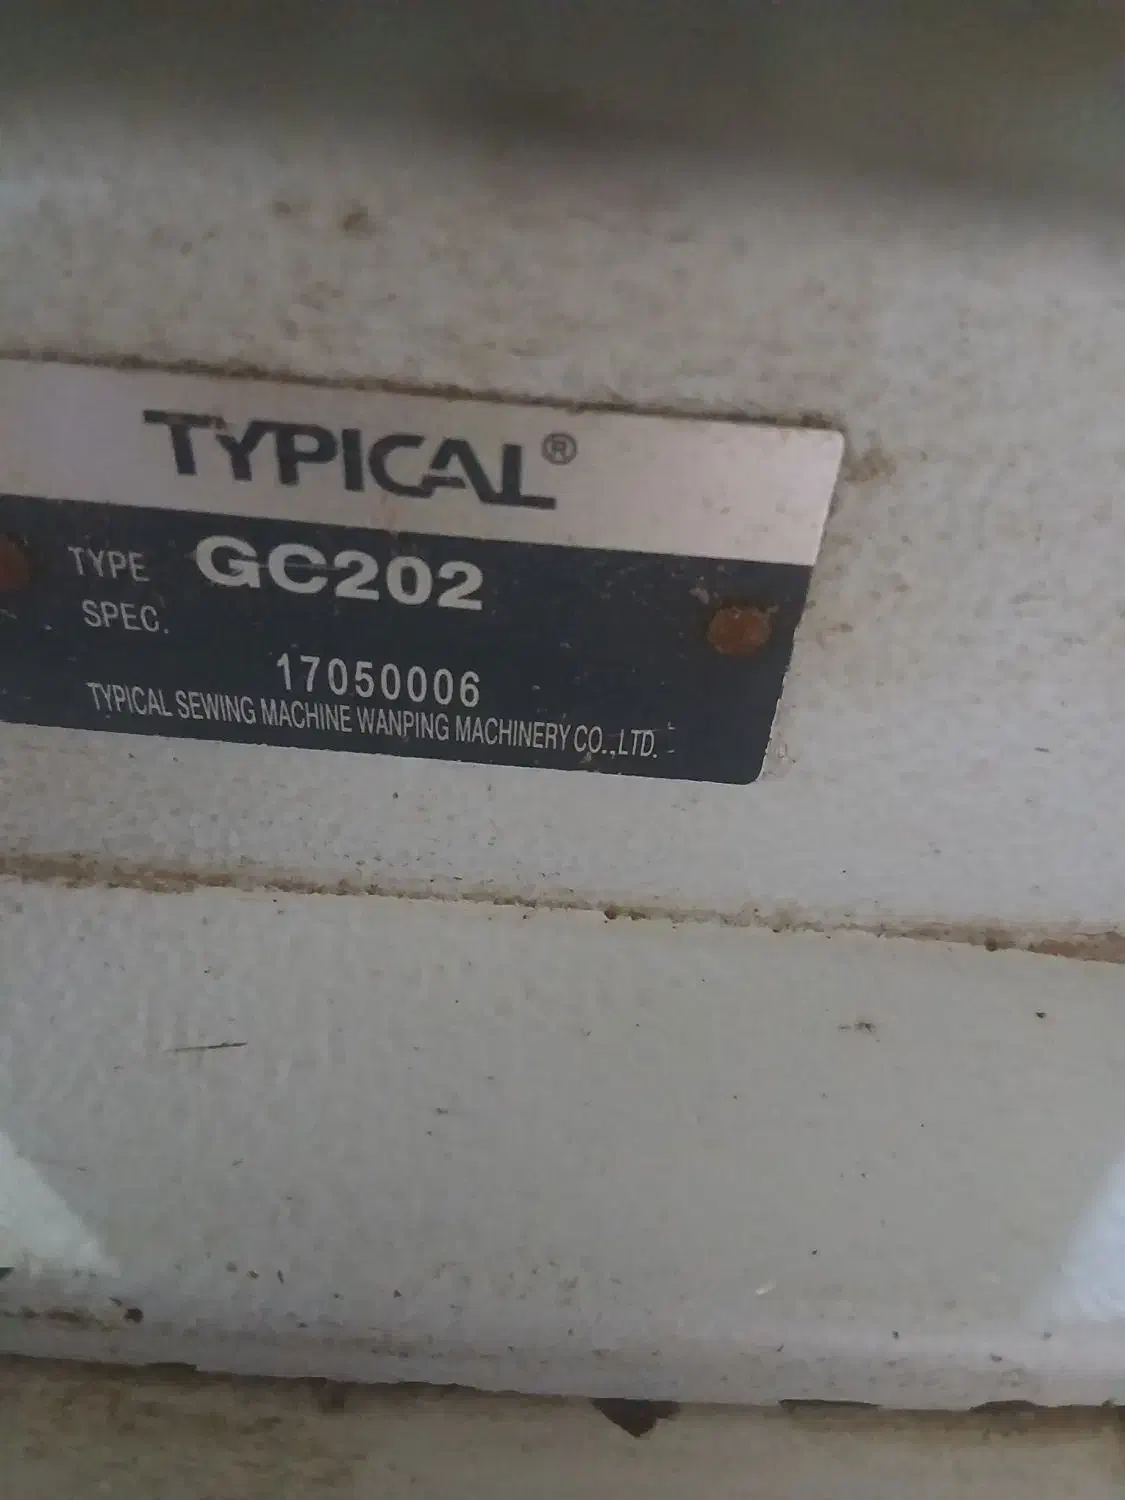 TYPICAL®
TYPE GC202
SPEC.
17050006
TYPICAL SEWING MACHINE WANPING MACHINERY CO.,LTD.